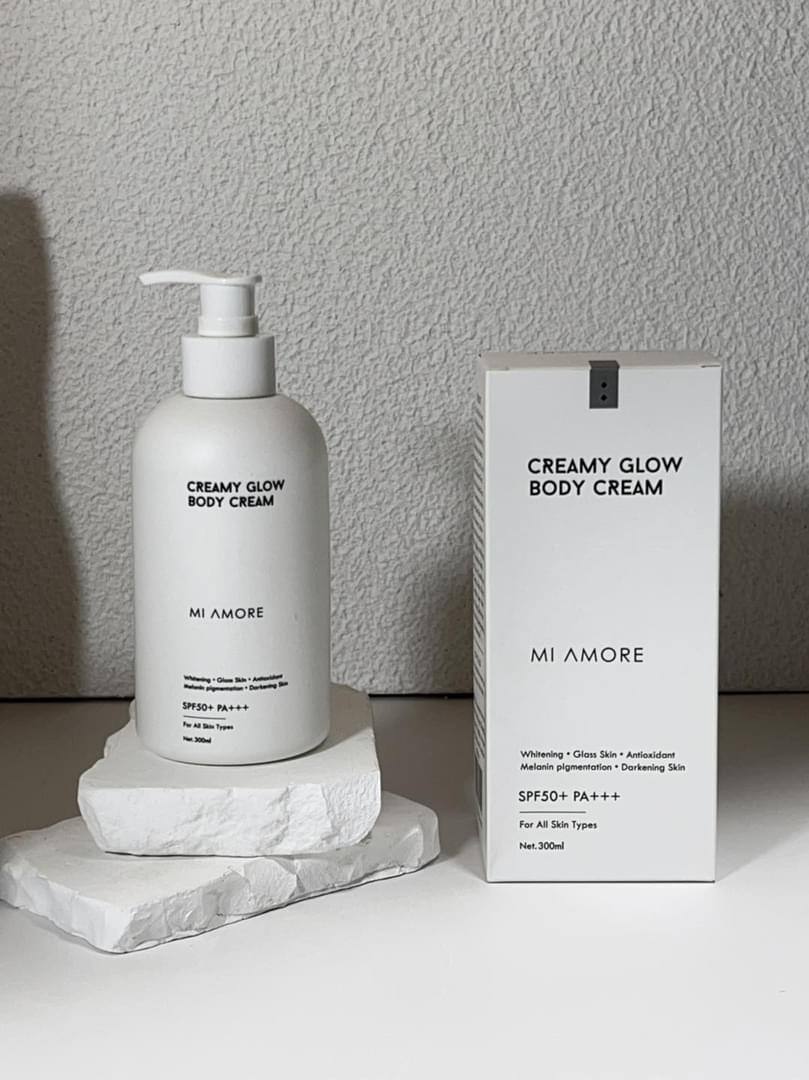 CREAMY GLOW
BODY CREAM
MI AMORE
Whitening • Glass Skin • Antioxidant
Melanin pigmentation • Darkening Skin
SPF50+ PA+++
For All Skin Types
Net.300ml
CREAMY GLOW
BODY CREAM
MI AMORE
Whitening • Glass Skin • Antioxidant
Melanin pigmentation • Darkening Skin
SPF50+ PA+++
For All Skin Types
Net.300ml